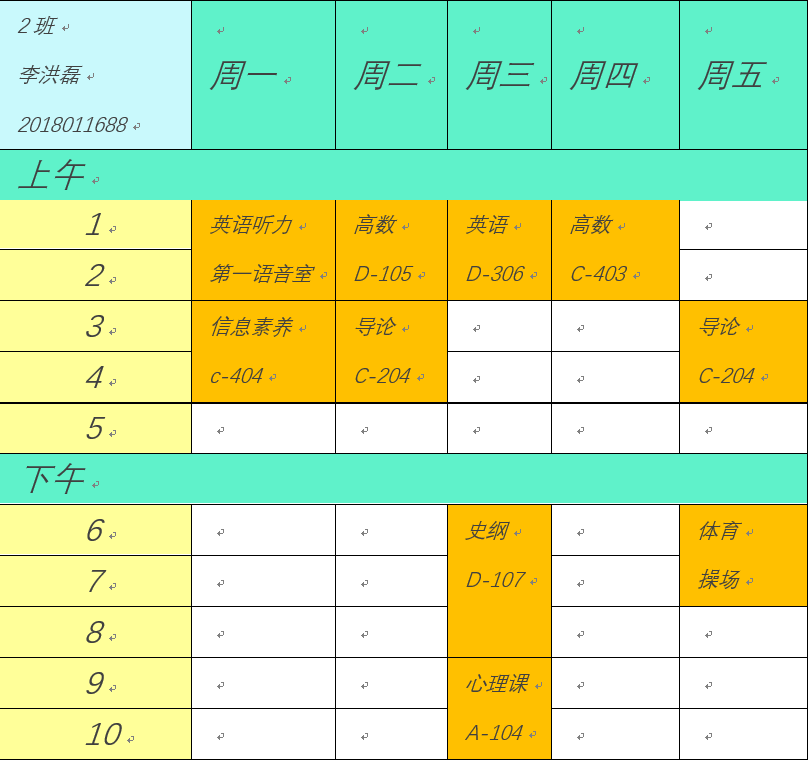 2班
李洪磊
2018011688
周一 周二 周三 周四 周五
上午
1 英语听力 高数 英语 高数
2 第一语音室 D-105 D-306 C-403
3 信息素养 导论 导论
4 c-404 C-204 C-204
5
下午
6 史纲 体育
7 D-107 操场
8
9 心理课
10 A-104